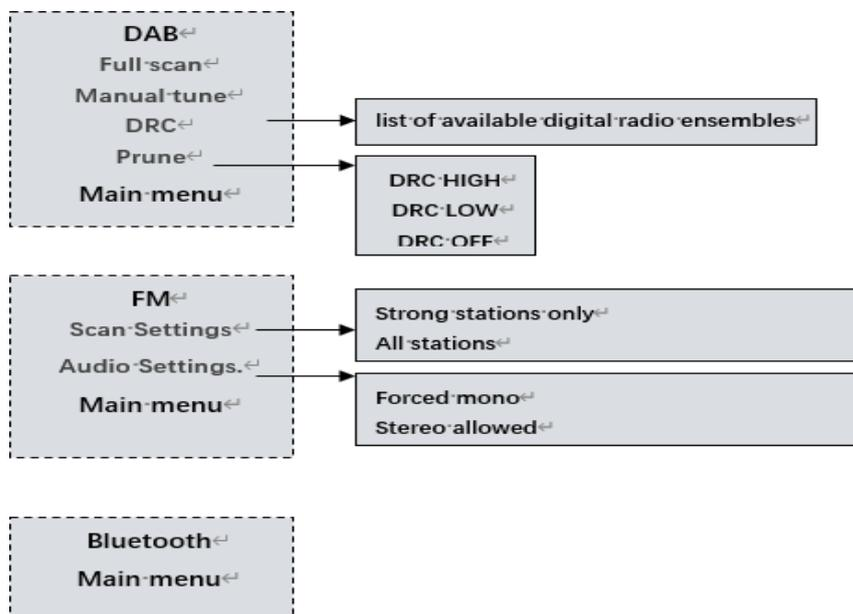 DAB
Full scan
Manual tune
DRC
Prune
Main menu
list of available digital radio ensembles
DRC HIGH
DRC LOW
DRC OFF
FM
Scan Settings
Audio Settings.
Main menu
Strong stations only
All stations
Forced mono
Stereo allowed
Bluetooth
Main menu